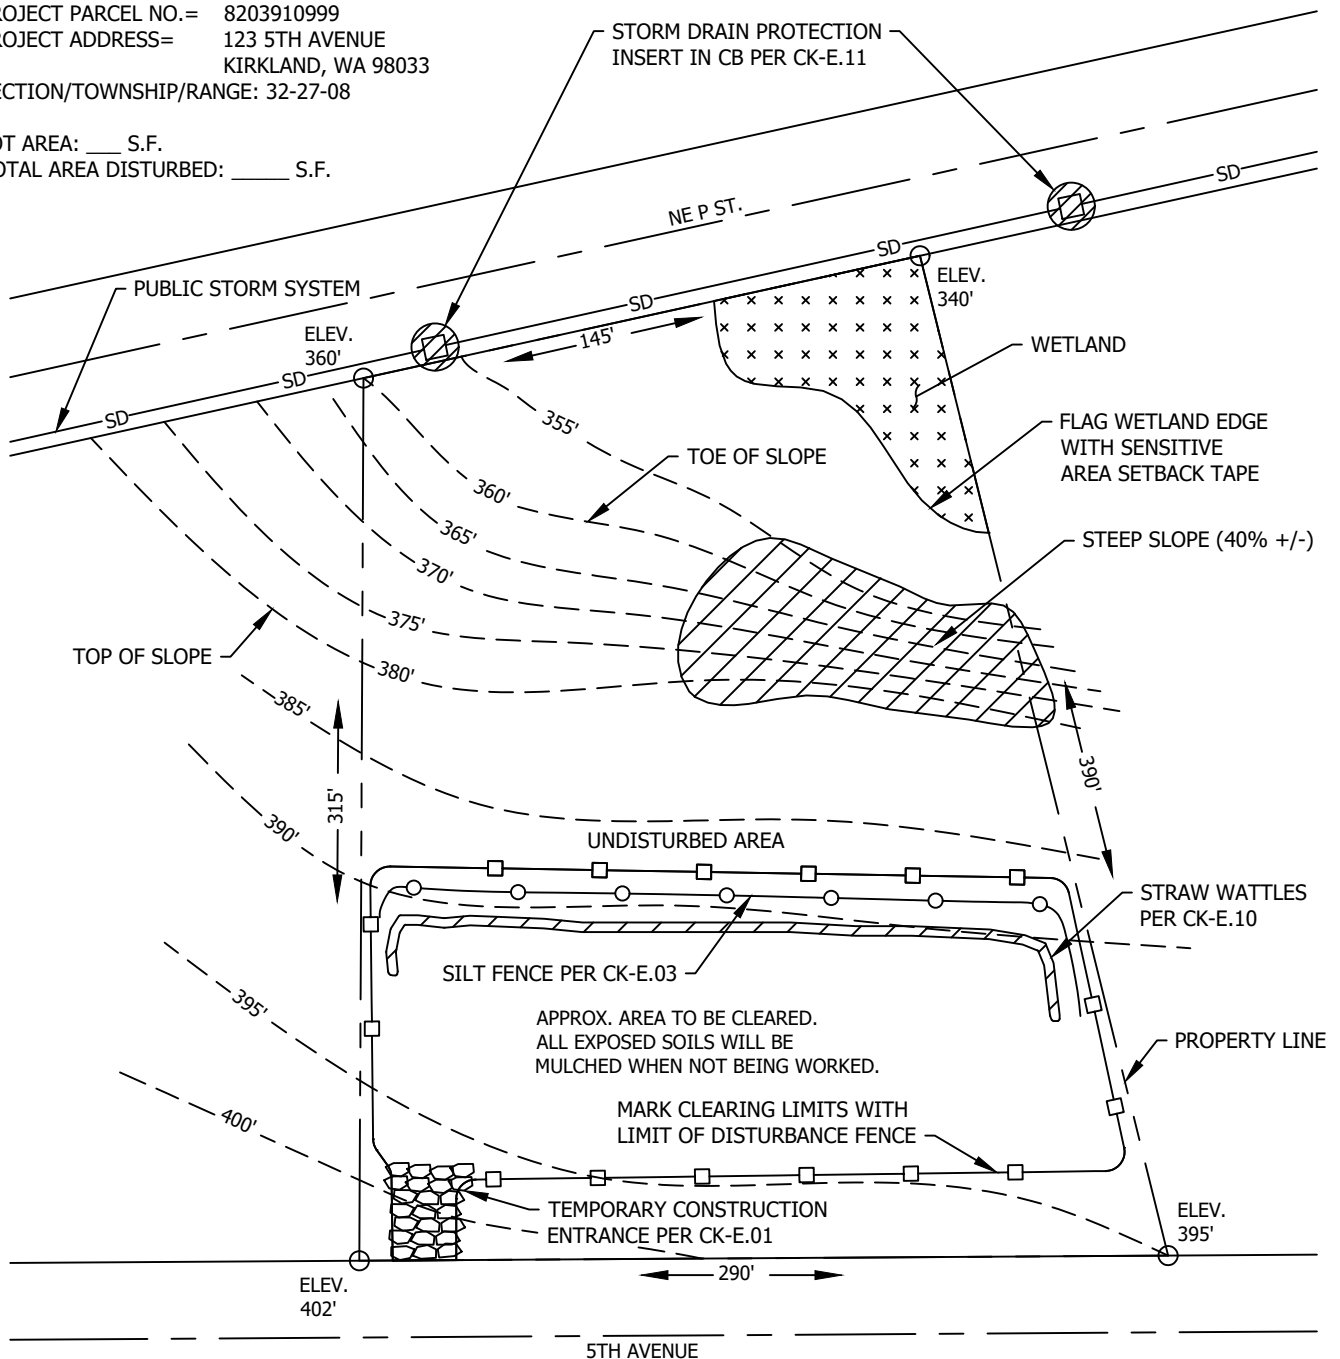 ROJECT PARCEL NO.= 8203910999
ROJECT ADDRESS= 123 5TH AVENUE
KIRKLAND, WA 98033
ECTION/TOWNSHIP/RANGE: 32-27-08
OT AREA: ___ S.F.
OTAL AREA DISTURBED: _____ S.F.
STORM DRAIN PROTECTION
INSERT IN CB PER CK-E.11
NE P ST.
SD
SD
SD
SD
SD
PUBLIC STORM SYSTEM
ELEV.
360'
ELEV.
340'
145'
WETLAND
FLAG WETLAND EDGE
WITH SENSITIVE
AREA SETBACK TAPE
STEEP SLOPE (40% +/-)
TOE OF SLOPE
355'
360'
365'
370'
375'
380'
TOP OF SLOPE
385'
390'
315'
390'
UNDISTURBED AREA
STRAW WATTLES
PER CK-E.10
SILT FENCE PER CK-E.03
395'
APPROX. AREA TO BE CLEARED.
ALL EXPOSED SOILS WILL BE
MULCHED WHEN NOT BEING WORKED.
PROPERTY LINE
400'
MARK CLEARING LIMITS WITH
LIMIT OF DISTURBANCE FENCE
TEMPORARY CONSTRUCTION
ENTRANCE PER CK-E.01
ELEV.
395'
ELEV.
402'
290'
5TH AVENUE